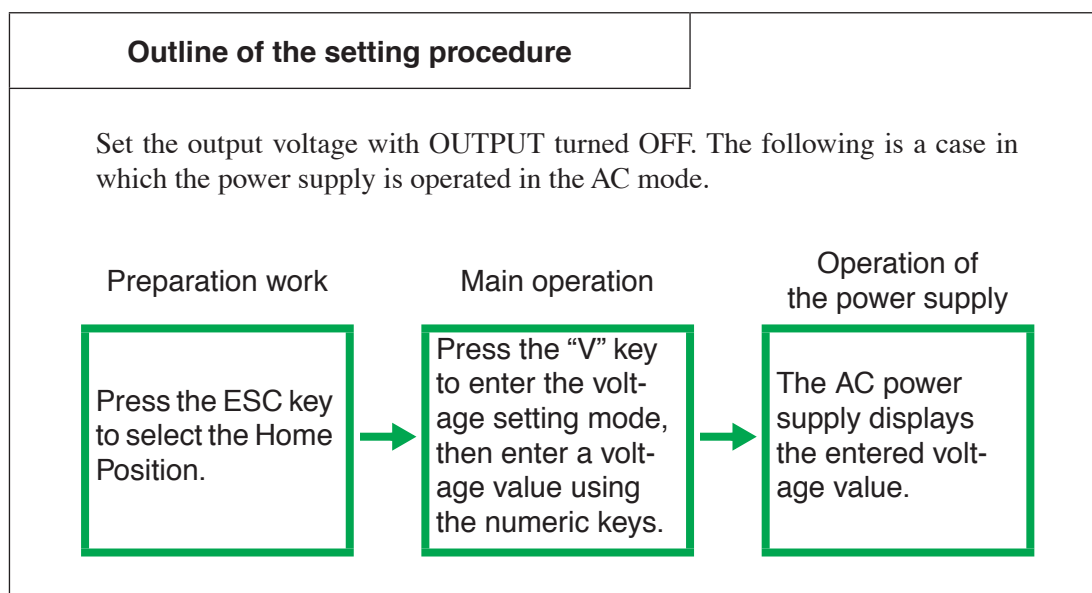 Outline of the setting procedure
Set the output voltage with OUTPUT turned OFF. The following is a case in
which the power supply is operated in the AC mode.
Preparation work
Press the ESC key
to select the Home
Position.
Main operation
Press the “V” key
to enter the volt-
age setting mode,
then enter a volt-
age value using
the numeric keys.
Operation of
the power supply
The AC power
supply displays
the entered volt-
age value.